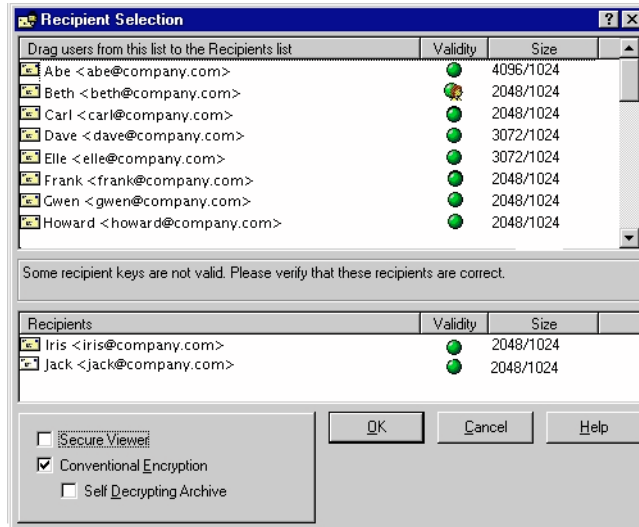 Recipient Selection
Drag users from this list to the Recipients list Validity Size
Abe <abe@company.com> 4096/1024
Beth <beth@company.com> 2048/1024
Carl <carl@company.com> 2048/1024
Dave <dave@company.com> 3072/1024
Elle <elle@company.com> 3072/1024
Frank <frank@company.com> 2048/1024
Gwen <gwen@company.com> 2048/1024
Howard <howard@company.com> 2048/1024
Some recipient keys are not valid. Please verify that these recipients are correct.
Recipients Validity Size
Iris <iris@company.com> 2048/1024
Jack <jack@company.com> 2048/1024
OK Cancel Help
Secure Viewer
Conventional Encryption
Self Decrypting Archive